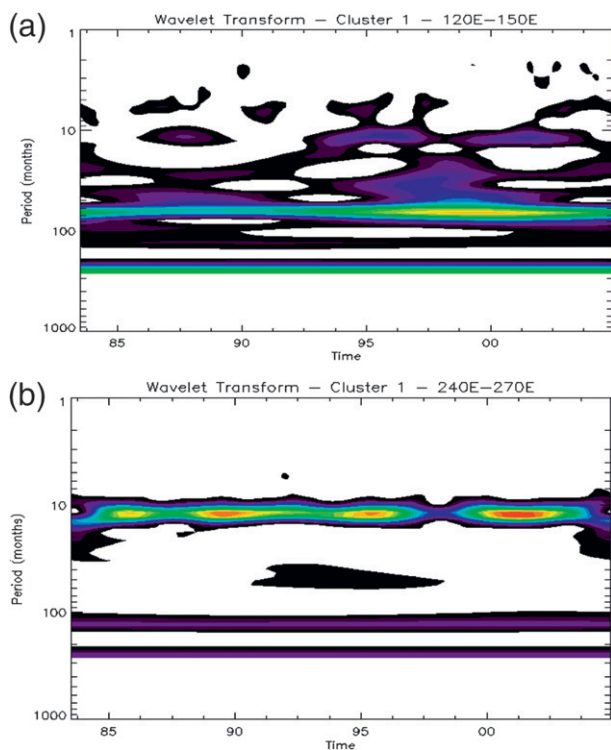 (a)
Wavelet Transform — Cluster 1 — 120E—150E
1
10
100
1000
Period (months)
85 90 95 00
Time
(b)
Wavelet Transform — Cluster 1 — 240E—270E
1
10
100
1000
Period (months)
85 90 95 00
Time